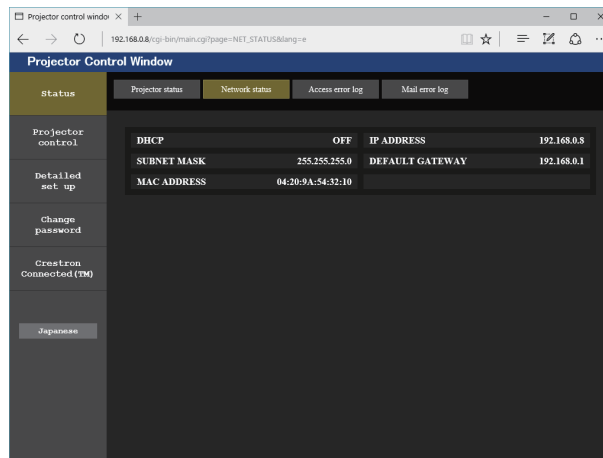 Projector control windov
192.168.0.8/cgi-bin/main.cgi?page=NET_STATUS&lang=e
Projector Control Window
Status
Projector status
Network status
Access error log
Mail error log
Projector
control
Detailed
set up
Change
password
Crestron
Connected(TM)
Japanese
DHCP OFF IP ADDRESS 192.168.0.8
SUBNET MASK 255.255.255.0 DEFAULT GATEWAY 192.168.0.1
MAC ADDRESS 04:20:9A:54:32:10